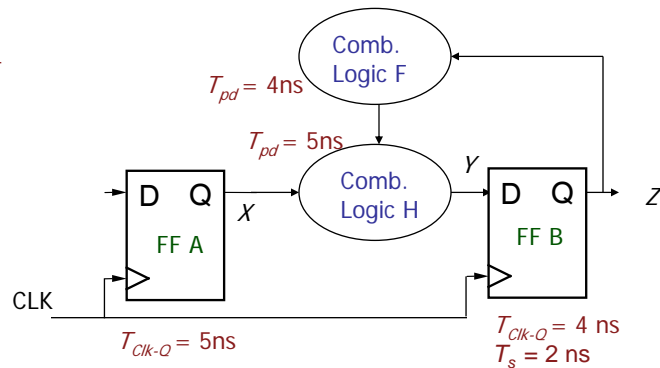 Comb.
Logic F
T_pd = 4ns
T_pd = 5ns
Comb.
Logic H
Y
D Q
X
FF A
D Q
Z
FF B
CLK
T_Clk-Q = 5ns
T_Clk-Q = 4 ns
T_s = 2 ns